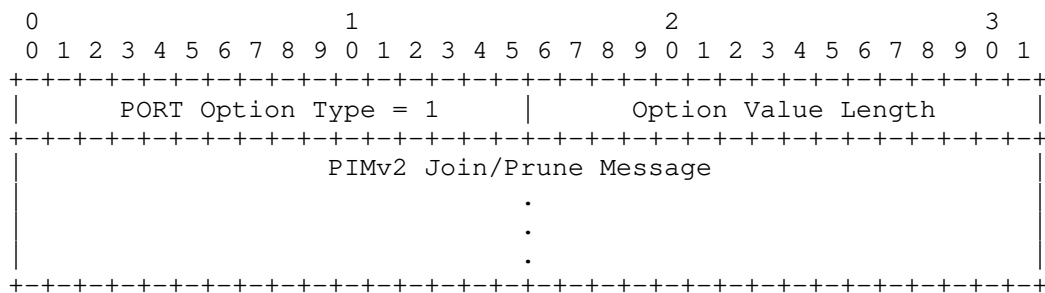 0                   1                   2                   3
 0 1 2 3 4 5 6 7 8 9 0 1 2 3 4 5 6 7 8 9 0 1 2 3 4 5 6 7 8 9 0 1
+-+-+-+-+-+-+-+-+-+-+-+-+-+-+-+-+-+-+-+-+-+-+-+-+-+-+-+-+-+-+-+-+
|      PORT Option Type = 1     |      Option Value Length      |
+-+-+-+-+-+-+-+-+-+-+-+-+-+-+-+-+-+-+-+-+-+-+-+-+-+-+-+-+-+-+-+-+
|                   PIMv2 Join/Prune Message                    |
|                               .                               |
|                               .                               |
|                               .                               |
+-+-+-+-+-+-+-+-+-+-+-+-+-+-+-+-+-+-+-+-+-+-+-+-+-+-+-+-+-+-+-+-+